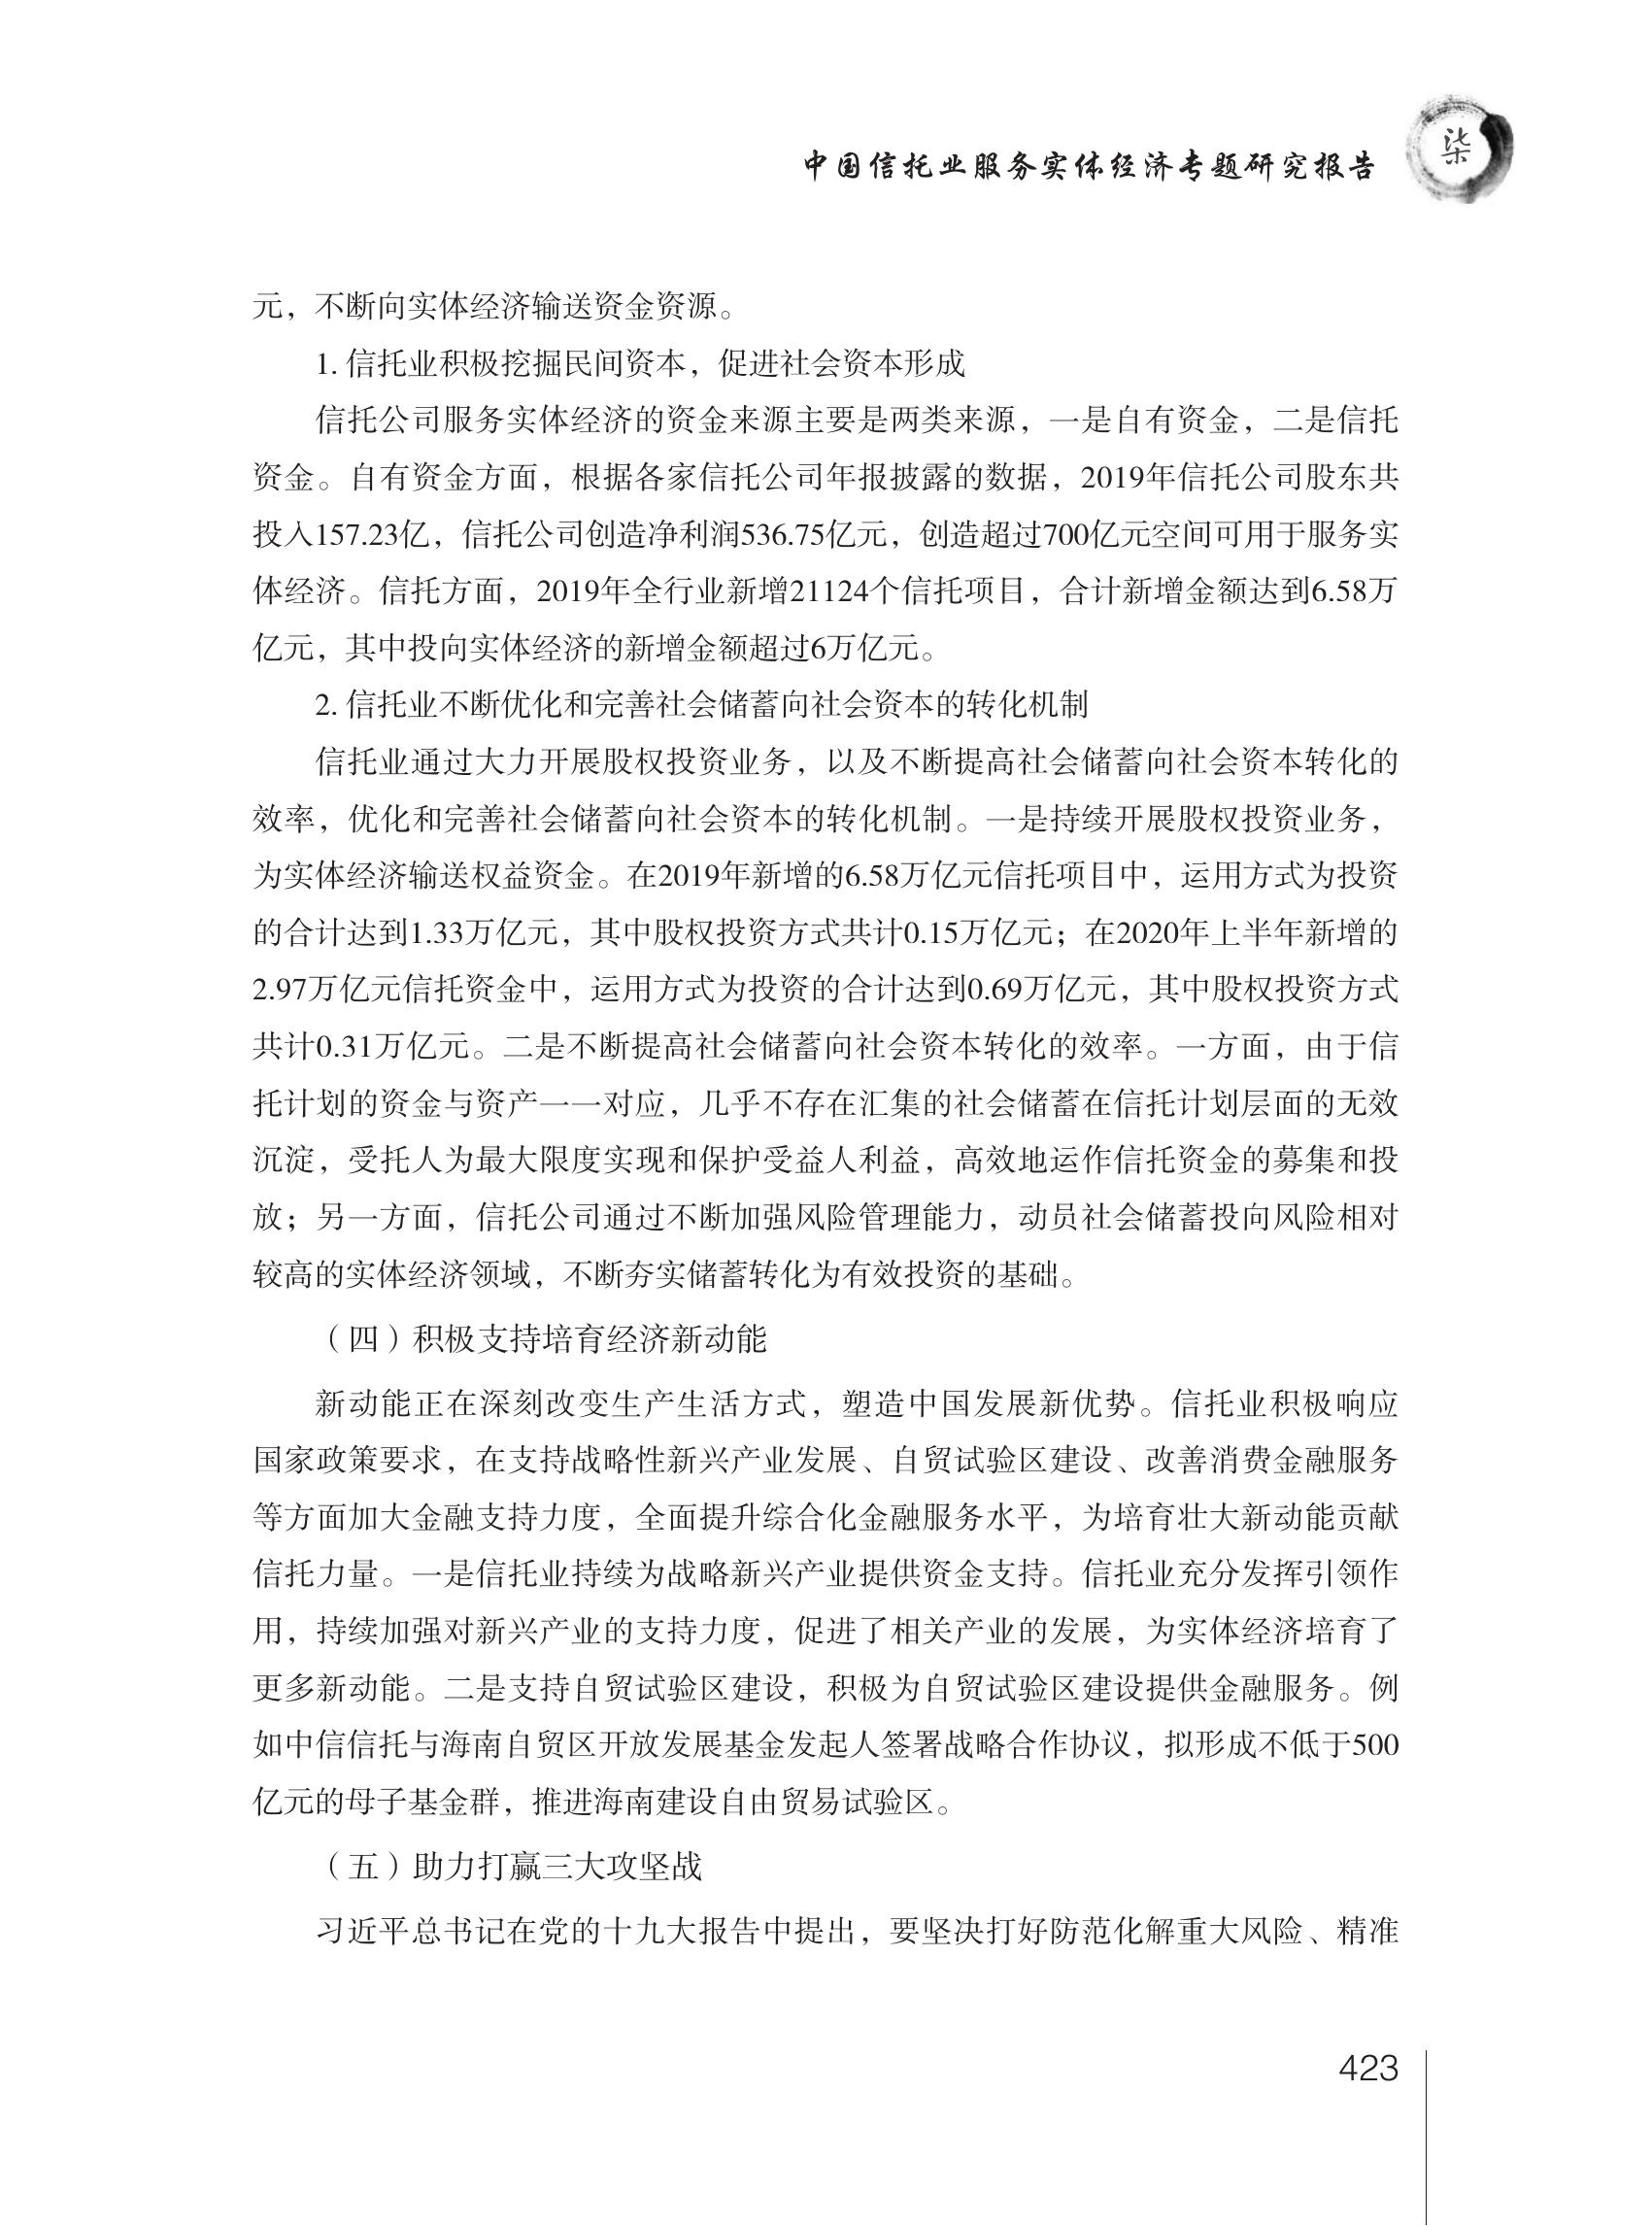 中国信托业服务实体经济专题研究报告
柒
元，不断向实体经济输送资金资源。
1. 信托业积极挖掘民间资本，促进社会资本形成
信托公司服务实体经济的资金来源主要是两类来源，一是自有资金，二是信托
资金。自有资金方面，根据各家信托公司年报披露的数据，2019年信托公司股东共
投入157.23亿，信托公司创造净利润536.75亿元，创造超过700亿元空间可用于服务实
体经济。信托方面，2019年全行业新增21124个信托项目，合计新增金额达到6.58万
亿元，其中投向实体经济的新增金额超过6万亿元。
2. 信托业不断优化和完善社会储蓄向社会资本的转化机制
信托业通过大力开展股权投资业务，以及不断提高社会储蓄向社会资本转化的
效率，优化和完善社会储蓄向社会资本的转化机制。一是持续开展股权投资业务，
为实体经济输送权益资金。在2019年新增的6.58万亿元信托项目中，运用方式为投资
的合计达到1.33万亿元，其中股权投资方式共计0.15万亿元；在2020年上半年新增的
2.97万亿元信托资金中，运用方式为投资的合计达到0.69万亿元，其中股权投资方式
共计0.31万亿元。二是不断提高社会储蓄向社会资本转化的效率。一方面，由于信
托计划的资金与资产一一对应，几乎不存在汇集的社会储蓄在信托计划层面的无效
沉淀，受托人为最大限度实现和保护受益人利益，高效地运作信托资金的募集和投
放；另一方面，信托公司通过不断加强风险管理能力，动员社会储蓄投向风险相对
较高的实体经济领域，不断夯实储蓄转化为有效投资的基础。
（四）积极支持培育经济新动能
新动能正在深刻改变生产生活方式，塑造中国发展新优势。信托业积极响应
国家政策要求，在支持战略性新兴产业发展、自贸试验区建设、改善消费金融服务
等方面加大金融支持力度，全面提升综合化金融服务水平，为培育壮大新动能贡献
信托力量。一是信托业持续为战略新兴产业提供资金支持。信托业充分发挥引领作
用，持续加强对新兴产业的支持力度，促进了相关产业的发展，为实体经济培育了
更多新动能。二是支持自贸试验区建设，积极为自贸试验区建设提供金融服务。例
如中信信托与海南自贸区开放发展基金发起人签署战略合作协议，拟形成不低于500
亿元的母子基金群，推进海南建设自由贸易试验区。
（五）助力打赢三大攻坚战
习近平总书记在党的十九大报告中提出，要坚决打好防范化解重大风险、精准
423